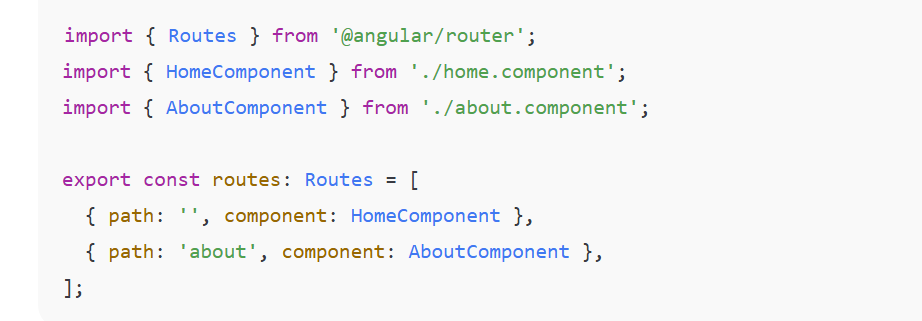 import { Routes } from '@angular/router';
import { HomeComponent } from './home.component';
import { AboutComponent } from './about.component';

export const routes: Routes = [
  { path: '', component: HomeComponent },
  { path: 'about', component: AboutComponent },
];